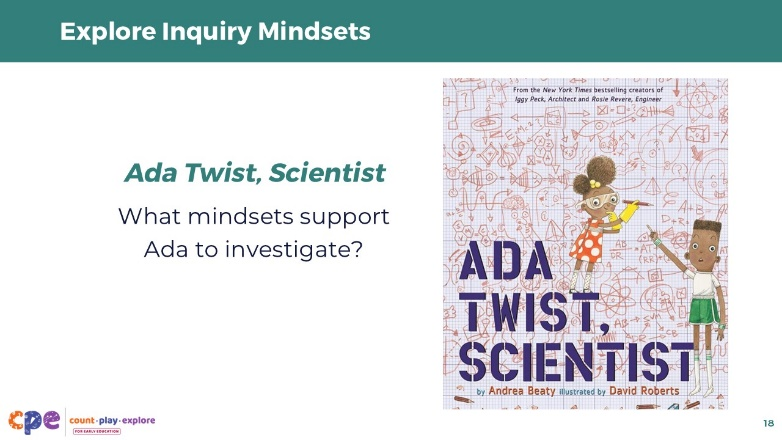 Explore Inquiry Mindsets
Ada Twist, Scientist
What mindsets support
Ada to investigate?
From the New York Times bestselling creators of
Iggy Peck, Architect and Rosie Revere, Engineer
ADA
TWIST,
SCIENTIST
by Andrea Beaty illustrated by David Roberts
cpe
count·play·explore
FOR EARLY EDUCATION
18